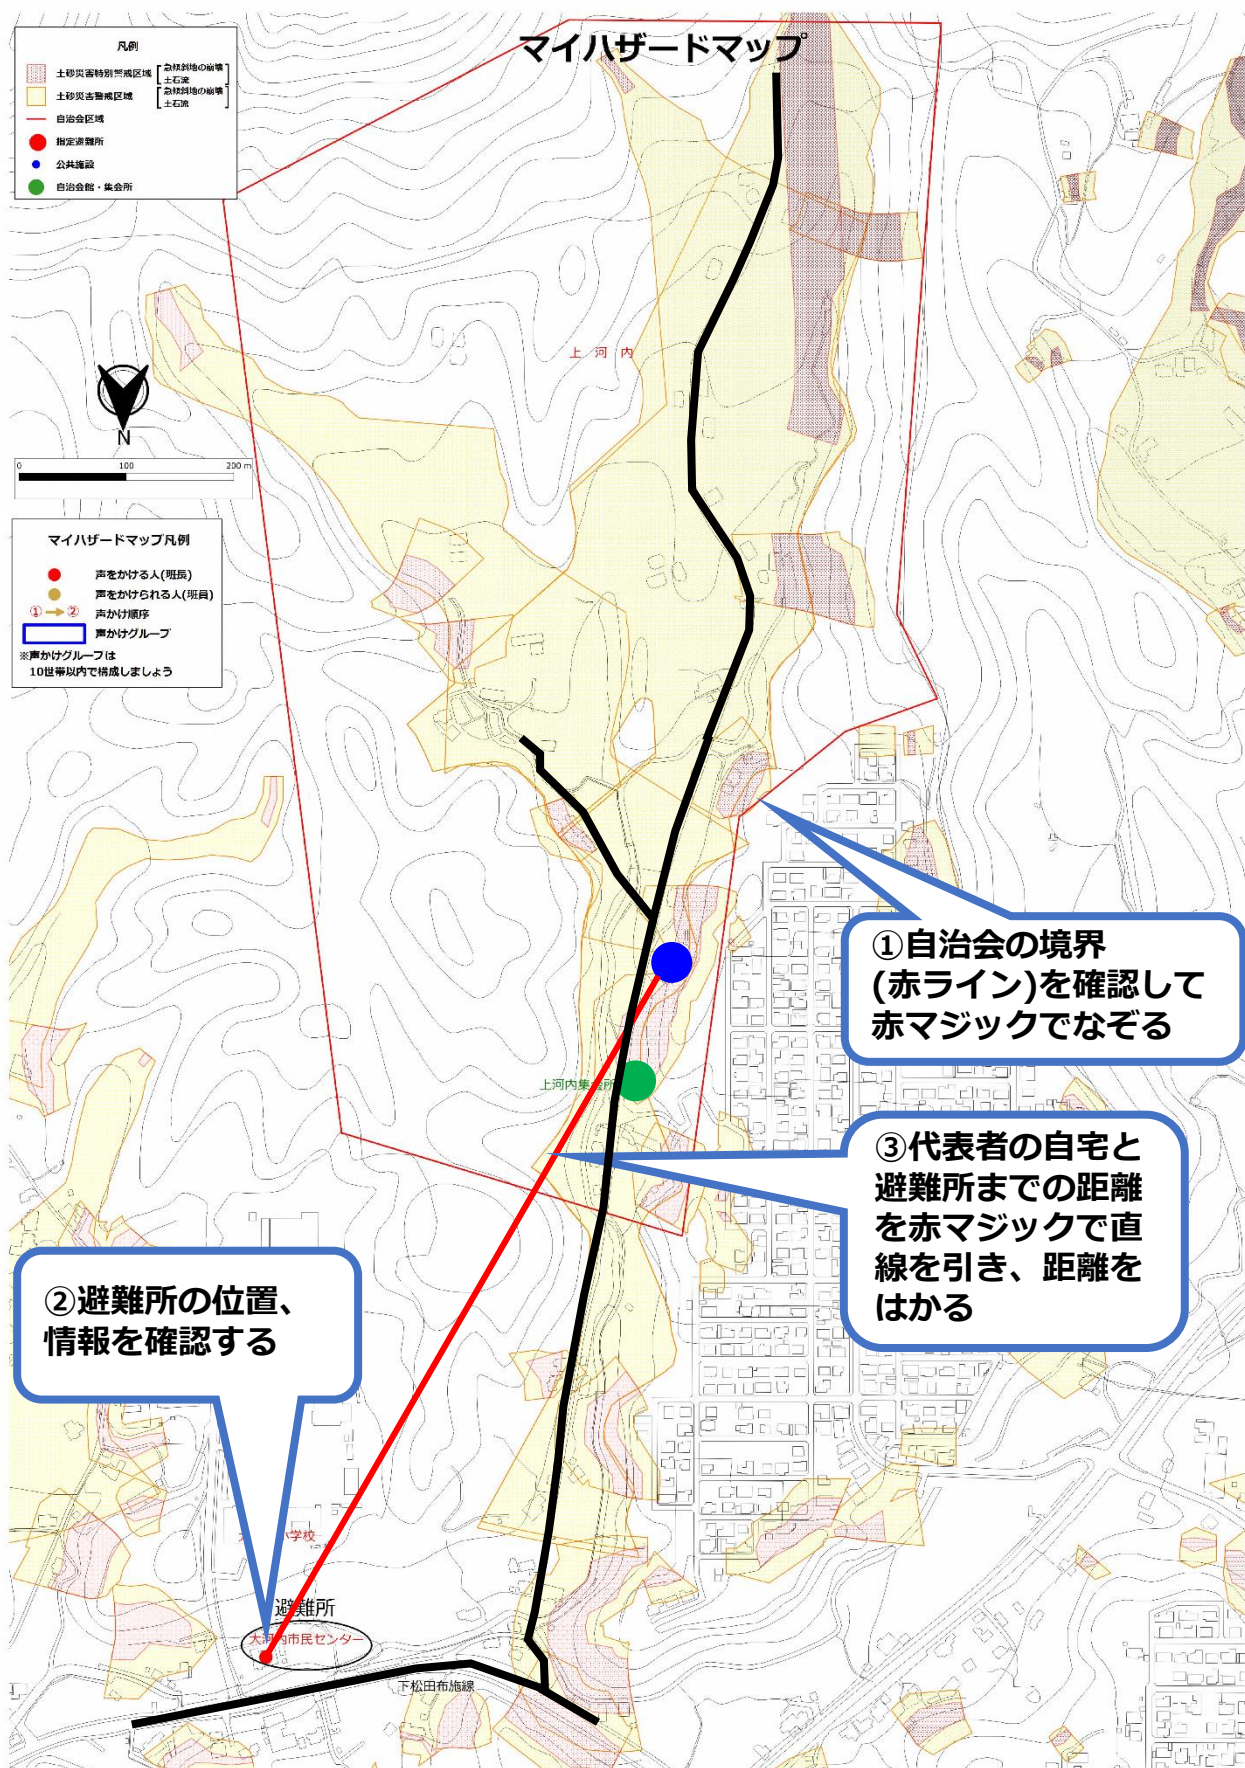 マイハザードマップ
凡例
土砂災害特別警戒区域
急傾斜地の崩壊
土石流
土砂災害警戒区域
急傾斜地の崩壊
土石流
自治会区域
指定避難所
公共施設
自治会館・集会所
上河内
N
0 100 200 m
マイハザードマップ凡例
声をかける人(班長)
声をかけられる人(班員)
①→② 声かけ順序
声かけグループ
※声かけグループは
10世帯以内で構成しましょう
①自治会の境界
(赤ライン)を確認して
赤マジックでなぞる
上河内集会所
③代表者の自宅と
避難所までの距離
を赤マジックで直
線を引き、距離を
はかる
②避難所の位置、
情報を確認する
小学校
避難所
大河内市民センター
下松田布施線